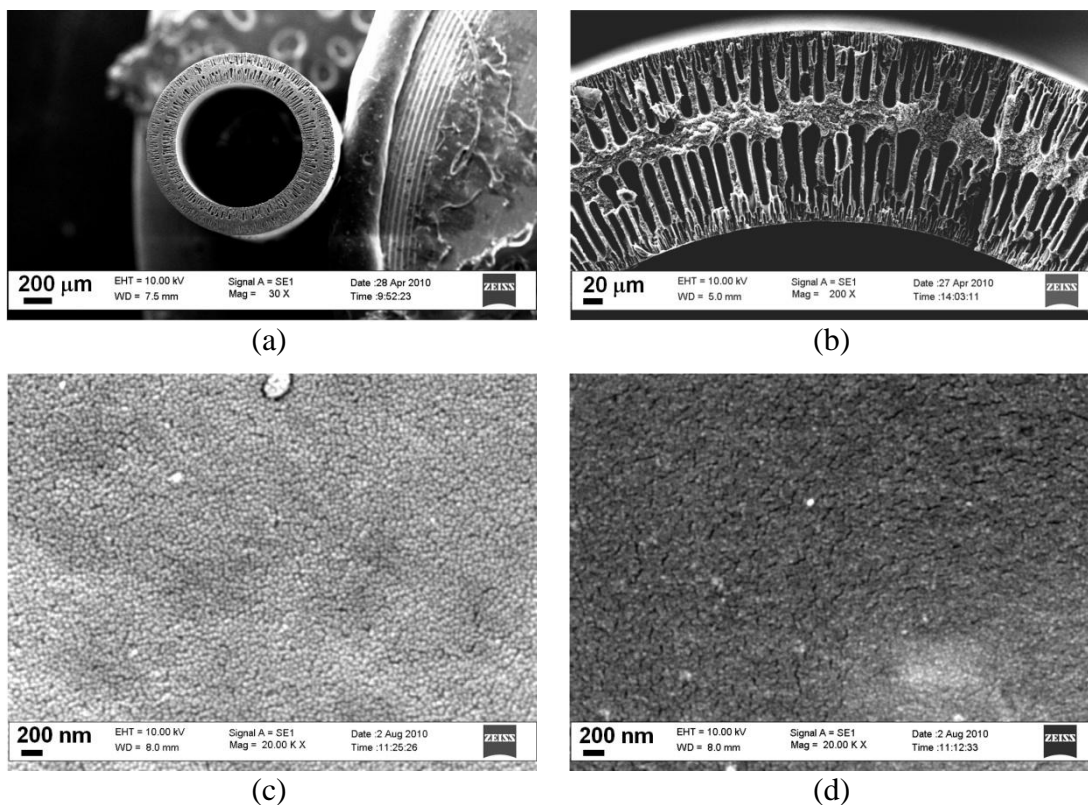 200 µm
EHT = 10.00 kV
Signal A = SE1
Date :28 Apr 2010
WD = 7.5 mm
Mag = 30 X
Time :9:52:23
ZEISS
20 µm
EHT = 10.00 kV
Signal A = SE1
Date :27 Apr 2010
WD = 5.0 mm
Mag = 200 X
Time :14:03:11
ZEISS
(a)
(b)
200 nm
EHT = 10.00 kV
Signal A = SE1
Date :2 Aug 2010
WD = 8.0 mm
Mag = 20.00 K X
Time :11:25:26
ZEISS
200 nm
EHT = 10.00 kV
Signal A = SE1
Date :2 Aug 2010
WD = 8.0 mm
Mag = 20.00 K X
Time :11:12:33
ZEISS
(c)
(d)